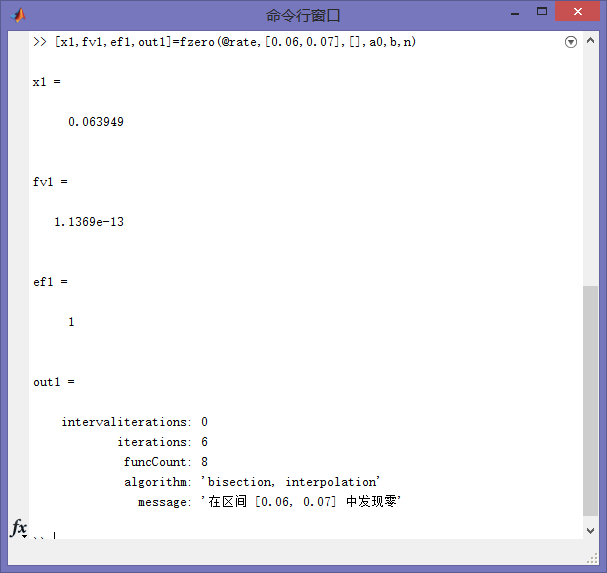 命令行窗口
>> [x1,fv1,ef1,out1]=fzero(@rate,[0.06,0.07],[],a0,b,n)
x1 =
0.063949
fv1 =
1.1369e-13
ef1 =
1
out1 =
intervaliterations: 0
iterations: 6
funcCount: 8
algorithm: 'bisection, interpolation'
message: '在区间 [0.06, 0.07] 中发现零'
fx >>